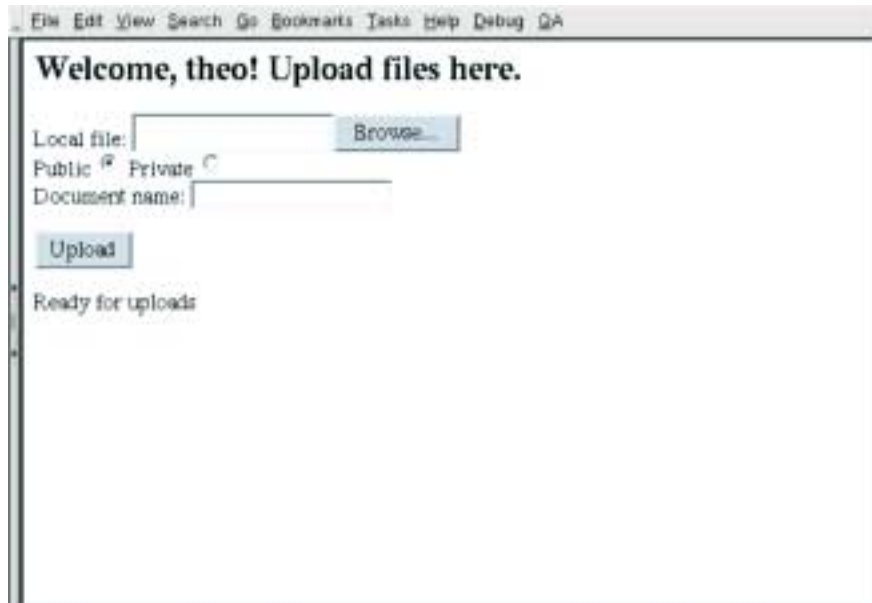 File Edit View Search Go Bookmarks Tasks Help Debug QA
Welcome, theo! Upload files here.
Local file: Browse...
Public Private
Document name:
Upload
Ready for uploads